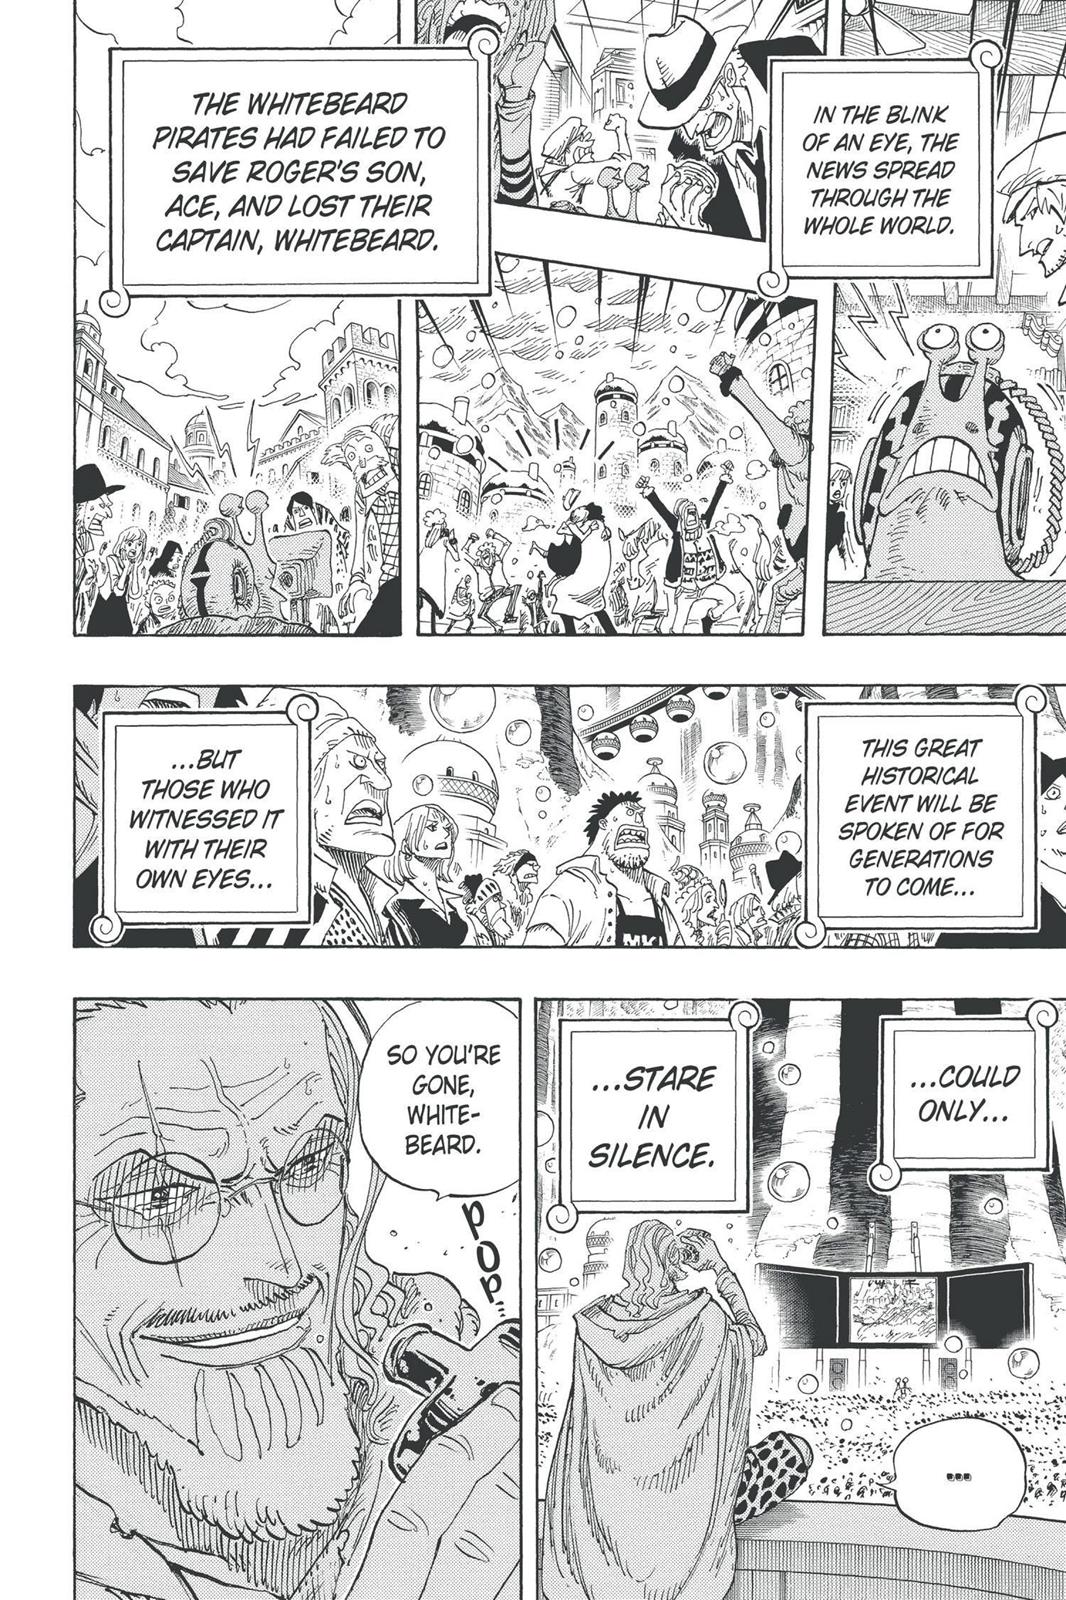 IN THE BLINK
OF AN EYE, THE
NEWS SPREAD
THROUGH THE
WHOLE WORLD.
THE WHITEBEARD
PIRATES HAD FAILED TO
SAVE ROGER'S SON,
ACE, AND LOST THEIR
CAPTAIN, WHITEBEARD.
THIS GREAT
HISTORICAL
EVENT WILL BE
SPOKEN OF FOR
GENERATIONS
TO COME...
...BUT
THOSE WHO
WITNESSED IT
WITH THEIR
OWN EYES...
...COULD
ONLY...
...STARE
IN
SILENCE.
...
SO YOU'RE
GONE,
WHITE-
BEARD.
POP...